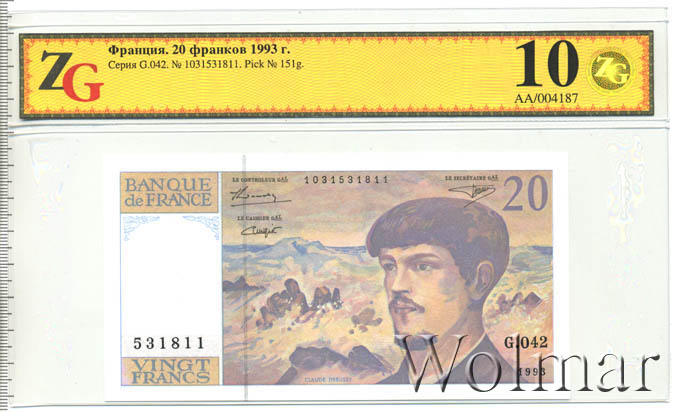 ZG
Франция. 20 франков 1993 г.
Серия G.042. № 1031531811. Pick № 151g.
10
ZG
AA/004187
BANQUE
de FRANCE
LE CONTROLEUR GAL
1031531811
LE SECRÉTAIRE GAL
20
LE CAISSIER GAL
531811
G.042
VINGT
FRANCS
CLAUDE DEBUSSY
1993
Wolmar